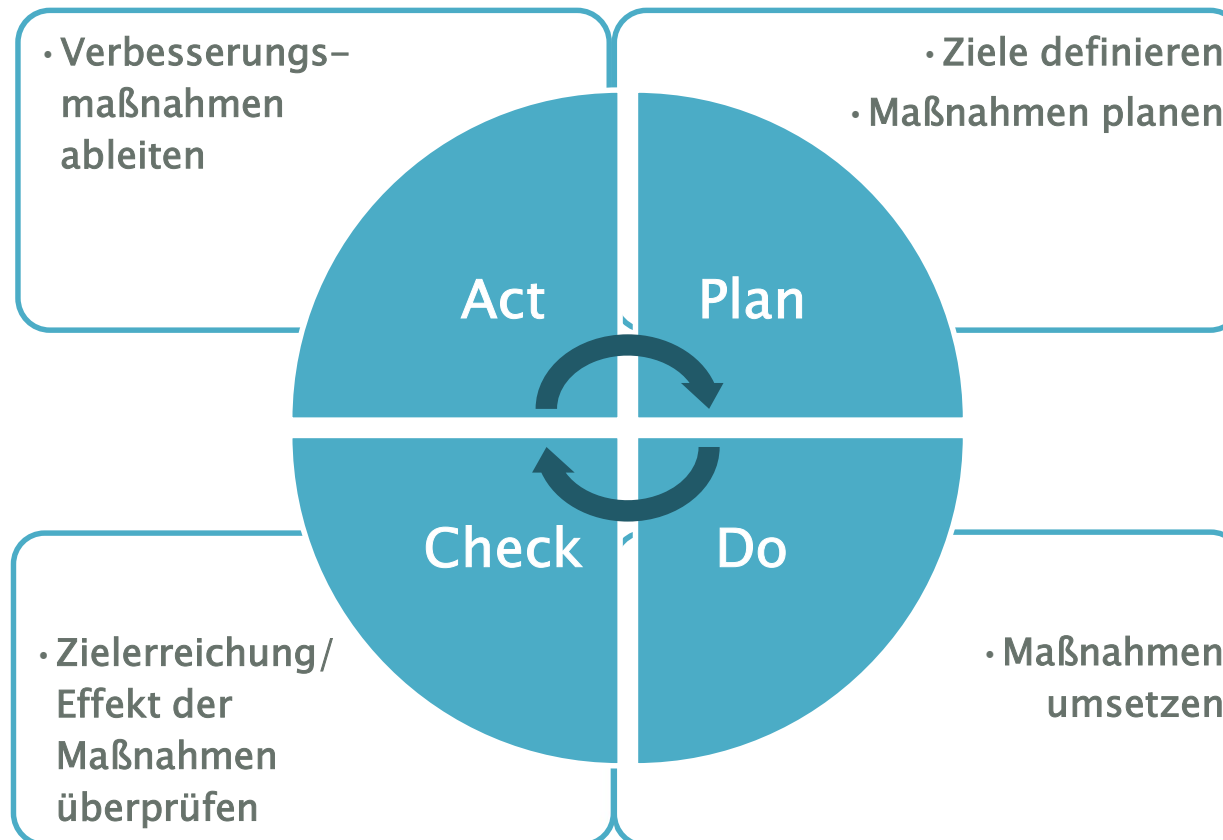 · Verbesserungs–
maßnahmen
ableiten
· Ziele definieren
· Maßnahmen planen
Act
Plan
Check
Do
· Zielerreichung/
Effekt der
Maßnahmen
überprüfen
· Maßnahmen
umsetzen